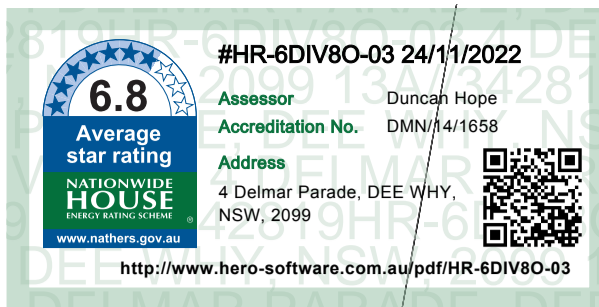 #HR-6DIV8O-03 24/11/2022
6.8
Average
star rating
NATIONWIDE
HOUSE
ENERGY RATING SCHEME
®
www.nathers.gov.au
Assessor Duncan Hope
Accreditation No. DMN/14/1658
Address
4 Delmar Parade, DEE WHY,
NSW, 2099
http://www.hero-software.com.au/pdf/HR-6DIV8O-03